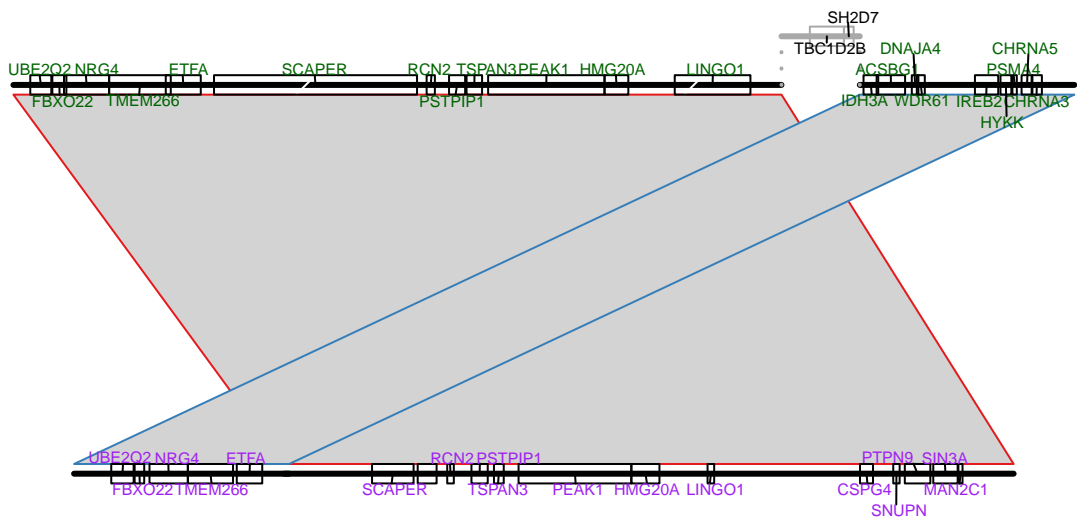 SH2D7
TBC1D2B
DNAJA4
CHRNA5
UBE2Q2
NRG4
ETFA
SCAPER
RCN2
TSPAN3
PEAK1
HMG20A
LINGO1
ACSBG1
PSMA4
FBXO22
TMEM266
PSTPIP1
IDH3A
WDR61
IREB2
CHRNA3
HYKK
UBE2Q2
NRG4
ETFA
RCN2
PSTPIP1
PTPN9
SIN3A
FBXO22
TMEM266
SCAPER
TSPAN3
PEAK1
HMG20A
LINGO1
CSPG4
MAN2C1
SNUPN